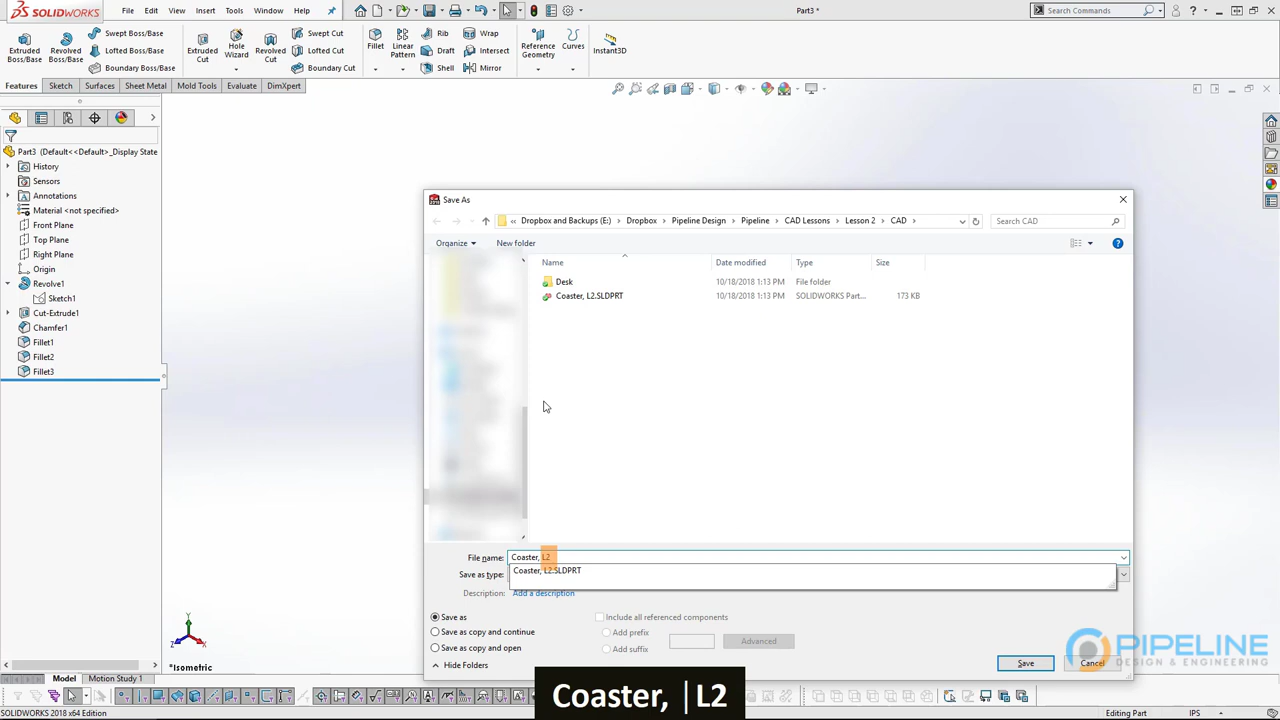 SOLIDWORKS
File Edit View Insert Tools Window Help
Part3 *
Search Commands
Extruded Boss/Base
Revolved Boss/Base
Swept Boss/Base
Lofted Boss/Base
Boundary Boss/Base
Extruded Cut
Hole Wizard
Revolved Cut
Swept Cut
Lofted Cut
Boundary Cut
Fillet
Linear Pattern
Rib
Draft
Shell
Wrap
Intersect
Mirror
Reference Geometry
Curves
Instant3D
Features Sketch Surfaces Sheet Metal Mold Tools Evaluate DimXpert
Part3 (Default<<Default>_Display State
History
Sensors
Annotations
Material <not specified>
Front Plane
Top Plane
Right Plane
Origin
Revolve1
Sketch1
Cut-Extrude1
Chamfer1
Fillet1
Fillet2
Fillet3
Save As
« Dropbox and Backups (E:) > Dropbox > Pipeline Design > Pipeline > CAD Lessons > Lesson 2 > CAD >
Search CAD
Organize New folder
Name Date modified Type Size
Desk 10/18/2018 1:13 PM File folder
Coaster, L2.SLDPRT 10/18/2018 1:13 PM SOLIDWORKS Part... 173 KB
File name: Coaster, L2
Coaster, L2.SLDPRT
Save as type:
Description: Add a description
Save as
Save as copy and continue
Save as copy and open
Include all referenced components
Add prefix
Add suffix
Advanced
Hide Folders
Save Cancel
PIPELINE
DESIGN & ENGINEERING
Y
Z X
*Isometric
Model Motion Study 1
Coaster, |L2
SOLIDWORKS 2018 x64 Edition
Editing Part IPS